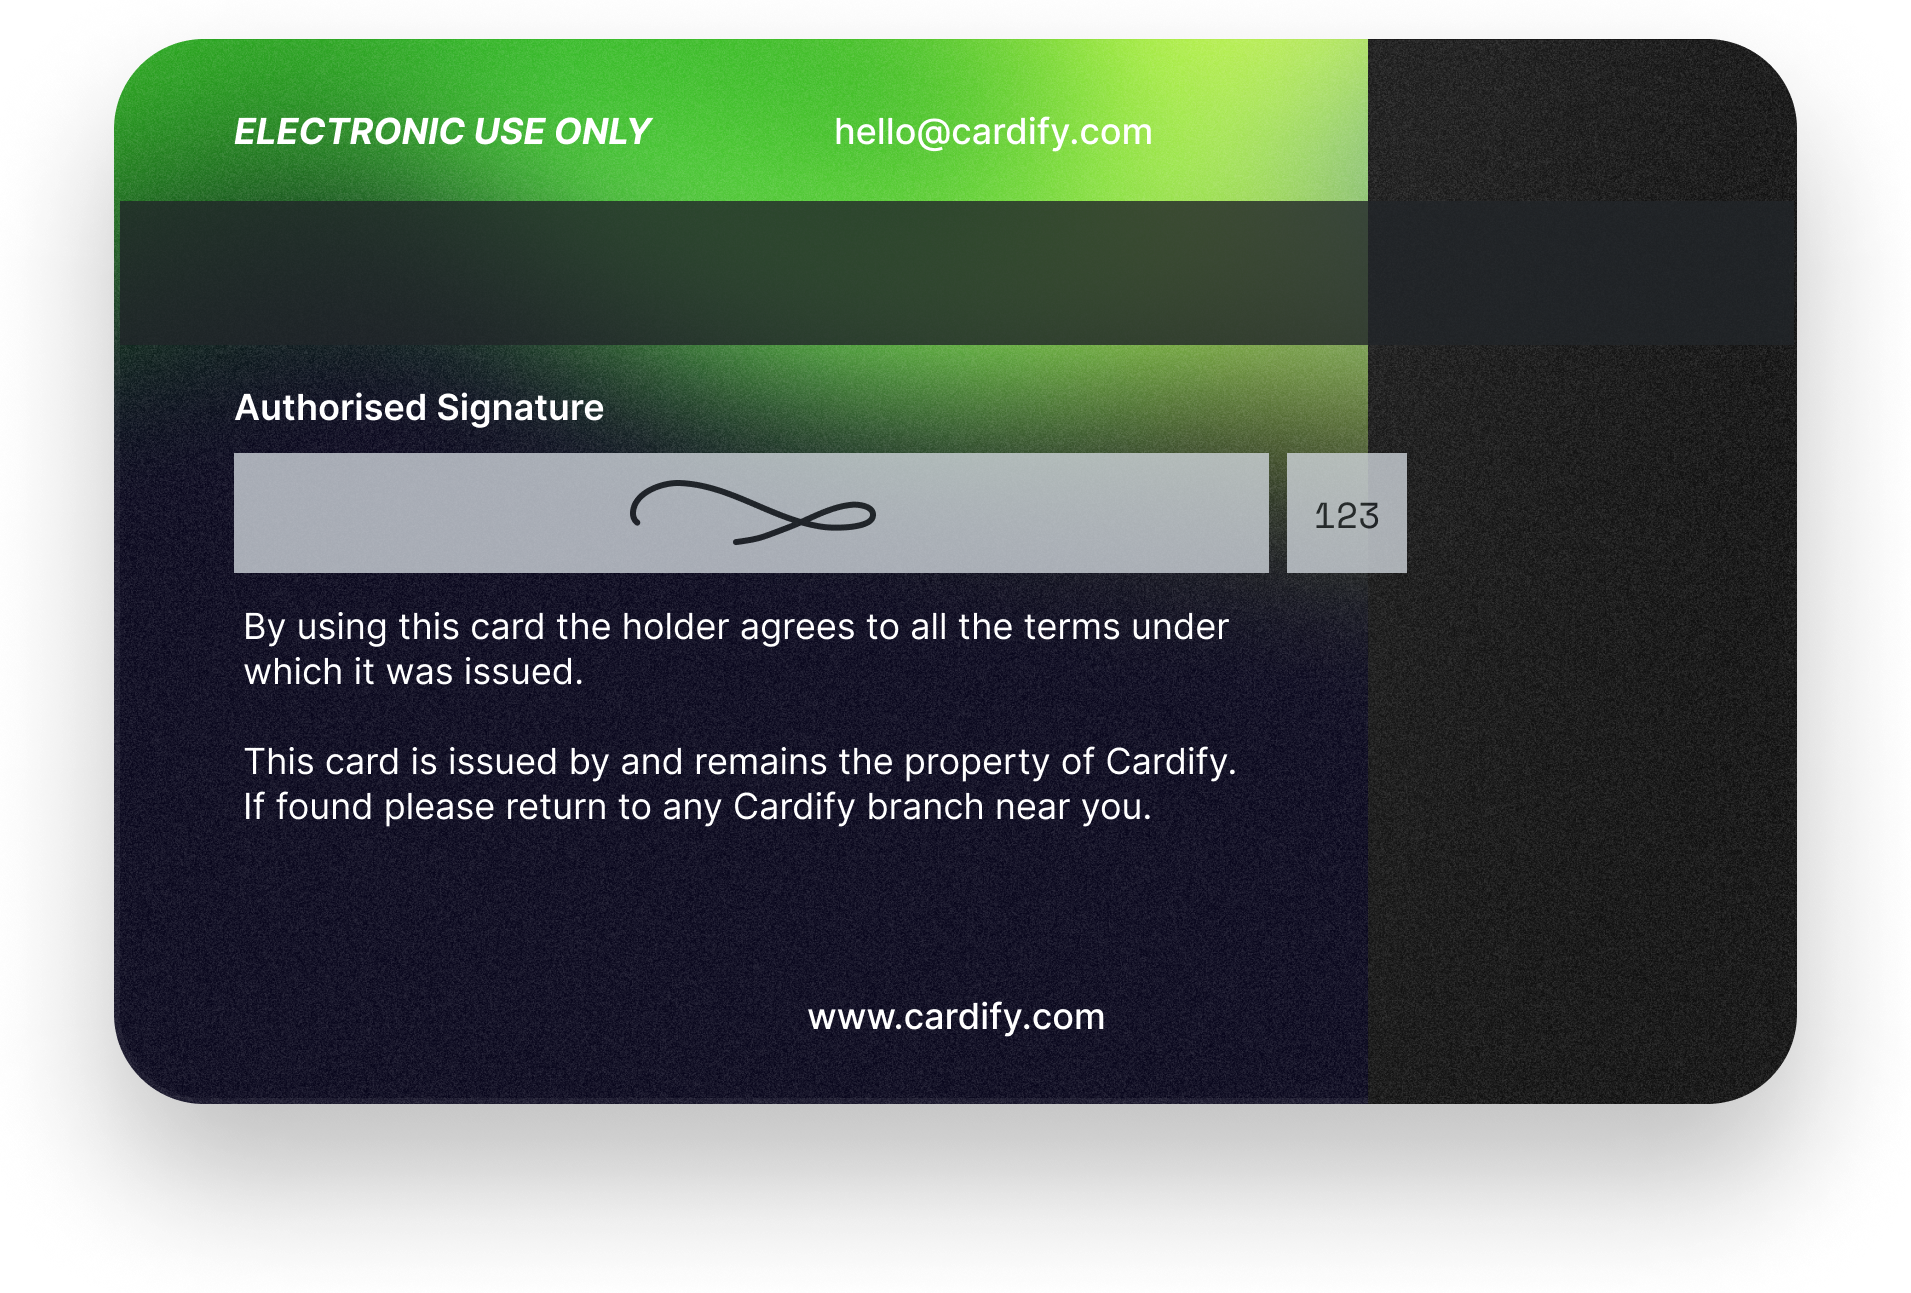 ELECTRONIC USE ONLY
hello@cardify.com
Authorised Signature
123
By using this card the holder agrees to all the terms under
which it was issued.
This card is issued by and remains the property of Cardify.
If found please return to any Cardify branch near you.
www.cardify.com